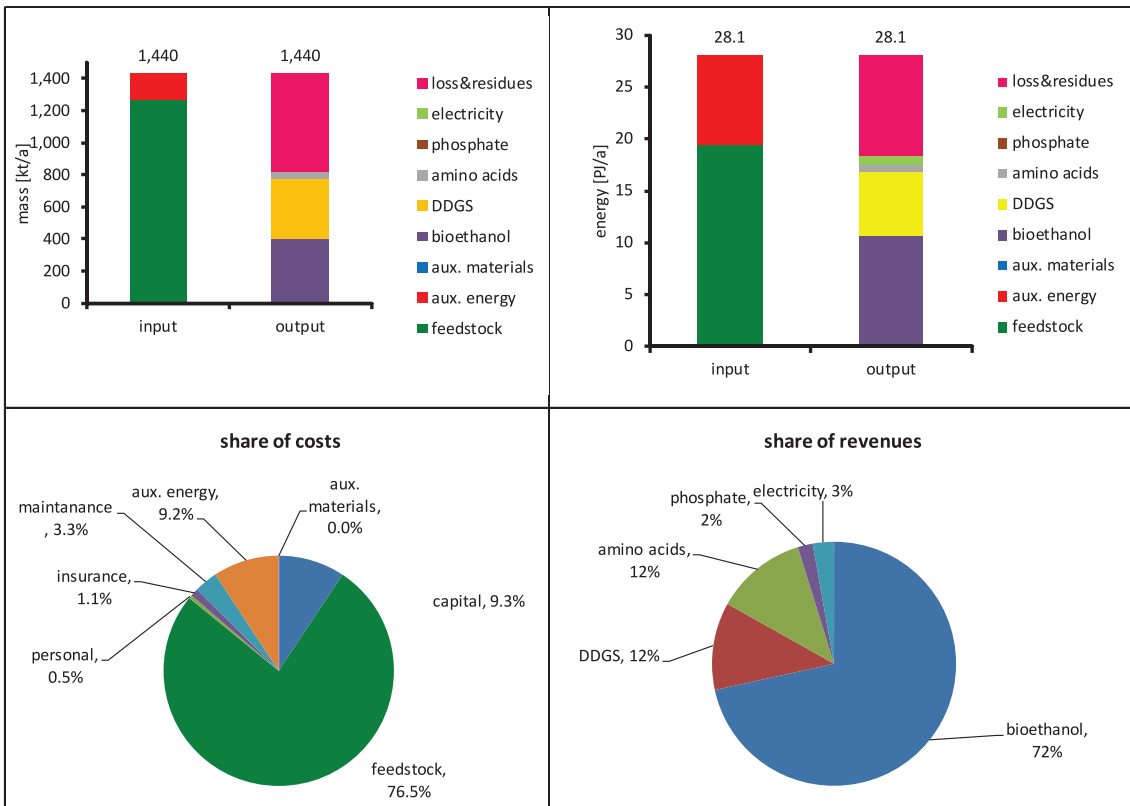 1,440
1,440
1,400
1,200
1,000
800
600
400
200
0
mass [kt/a]
input
output
loss&residues
electricity
phosphate
amino acids
DDGS
bioethanol
aux. materials
aux. energy
feedstock
28.1
28.1
30
25
20
15
10
5
0
energy [PJ/a]
input
output
loss&residues
electricity
phosphate
amino acids
DDGS
bioethanol
aux. materials
aux. energy
feedstock
share of costs
aux. energy,
9.2%
aux.
materials,
0.0%
maintanance
, 3.3%
insurance,
1.1%
personal,
0.5%
capital, 9.3%
feedstock,
76.5%
share of revenues
phosphate,
2%
electricity, 3%
amino acids,
12%
DDGS, 12%
bioethanol,
72%